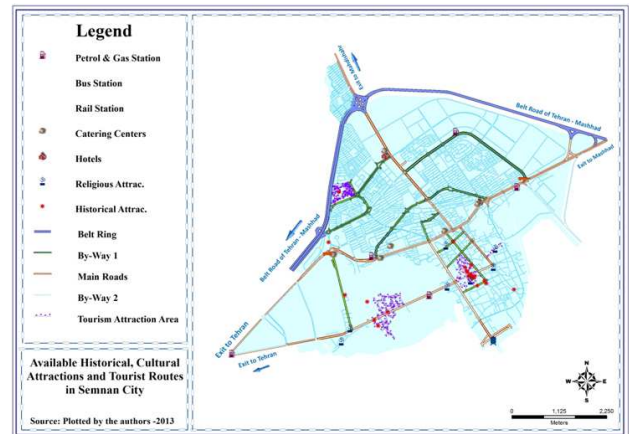 Legend
Petrol & Gas Station
Bus Station
Rail Station
Catering Centers
Hotels
Religious Attrac.
Historical Attrac.
Belt Ring
By-Way 1
Main Roads
By-Way 2
Tourism Attraction Area
Available Historical, Cultural
Attractions and Tourist Routes
in Semnan City
Source: Plotted by the authors -2013
Belt Road of Tehran - Mashhad
Exit to Mashhad
Belt Road of Tehran - Mashhad
Exit to Tehran
Exit to Tehran
N
W
E
S
0
1,125
2,250
Meters